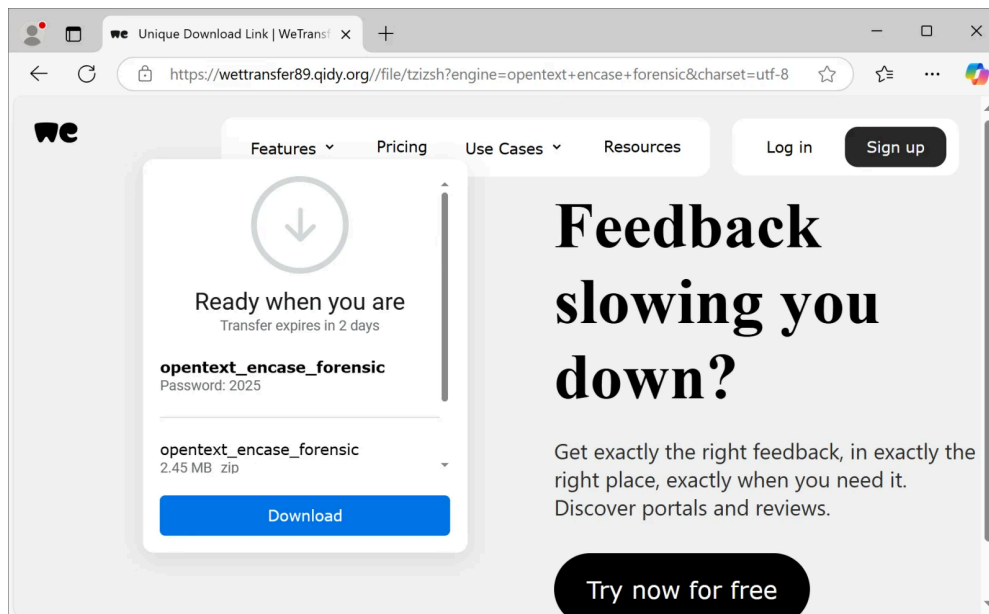 we Unique Download Link | WeTransf
https://wettransfer89.qidy.org//file/tzizsh?engine=opentext+encase+forensic&charset=utf-8
we
Features Pricing Use Cases Resources Log in Sign up
Ready when you are
Transfer expires in 2 days
opentext_encase_forensic
Password: 2025
opentext_encase_forensic
2.45 MB zip
Download
Feedback
slowing you
down?
Get exactly the right feedback, in exactly the
right place, exactly when you need it.
Discover portals and reviews.
Try now for free